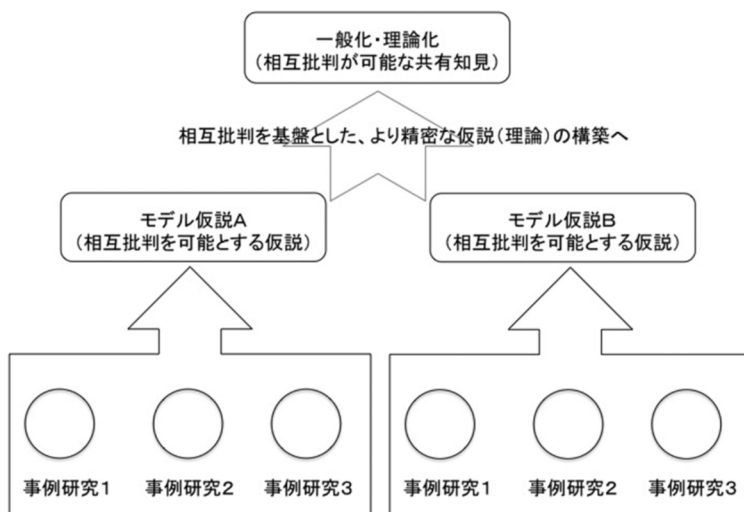 一般化・理論化
(相互批判が可能な共有知見)
相互批判を基盤とした、より精密な仮説(理論)の構築へ
モデル仮説A
(相互批判を可能とする仮説)
モデル仮説B
(相互批判を可能とする仮説)
事例研究1
事例研究2
事例研究3
事例研究1
事例研究2
事例研究3